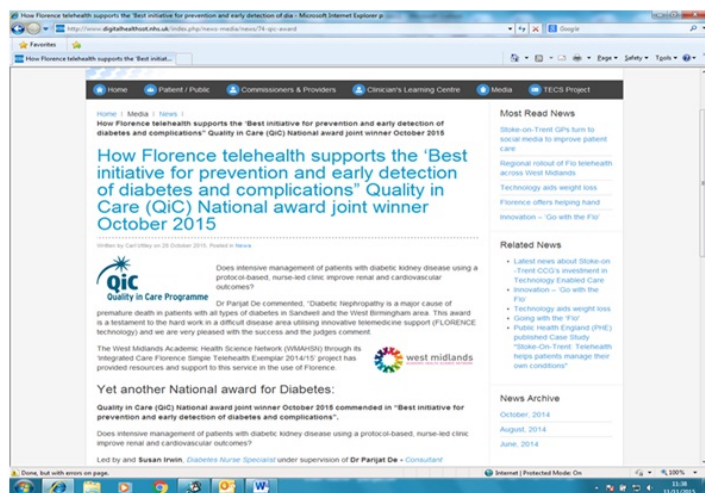 How Florence telehealth supports the 'Best initiative for prevention and early detection of dia - Microsoft Internet Explorer p
http://www.digitalhealthsot.nhs.uk/index.php/news-media/news/74-qic-award
Google
Favorites
How Florence telehealth supports the 'Best initiat...
Page Safety Tools
Home Patient / Public Commissioners & Providers Clinician's Learning Centre Media TECS Project
Home | Media | News |
How Florence telehealth supports the 'Best initiative for prevention and early detection of
diabetes and complications" Quality in Care (QiC) National award joint winner October 2015
How Florence telehealth supports the 'Best
initiative for prevention and early detection
of diabetes and complications" Quality in
Care (QiC) National award joint winner
October 2015
Written by Carl Uttley on 28 October 2015. Posted in News
QiC
Quality in Care Programme
Does intensive management of patients with diabetic kidney disease using a
protocol-based, nurse-led clinic improve renal and cardiovascular
outcomes?
Dr Parijat De commented, "Diabetic Nephropathy is a major cause of
premature death in patients with all types of diabetes in Sandwell and the West Birmingham area. This award
is a testament to the hard work in a difficult disease area utilising innovative telemedicine support (FLORENCE
technology) and we are very pleased with the success and the judges comment.
The West Midlands Academic Health Science Network (WMAHSN) through its
'Integrated Care Florence Simple Telehealth Exemplar 2014/15' project has
provided resources and support to this service in the use of Florence.
west midlands
Yet another National award for Diabetes:
Quality in Care (QiC) National award joint winner October 2015 commended in "Best initiative for
prevention and early detection of diabetes and complications".
Does intensive management of patients with diabetic kidney disease using a protocol-based, nurse-led clinic
improve renal and cardiovascular outcomes?
Led by and Susan Irwin, Diabetes Nurse Specialist under supervision of Dr Parijat De - Consultant
Most Read News
Stoke-on-Trent GPs turn to
social media to improve patient
care
Regional rollout of Flo telehealth
across West Midlands
Technology aids weight loss
Florence offers helping hand
Innovation – 'Go with the Flo'
Related News
Latest news about Stoke-on
-Trent CCG's investment in
Technology Enabled Care
Innovation – 'Go with the
Flo'
Technology aids weight loss
Going with the 'Flo'
Public Health England (PHE)
published Case Study
"Stoke-On-Trent: Telehealth
helps patients manage their
own conditions"
News Archive
October, 2014
August, 2014
June, 2014
Done, but with errors on page.
Internet | Protected Mode: On
100%
11:38
11/11/2015